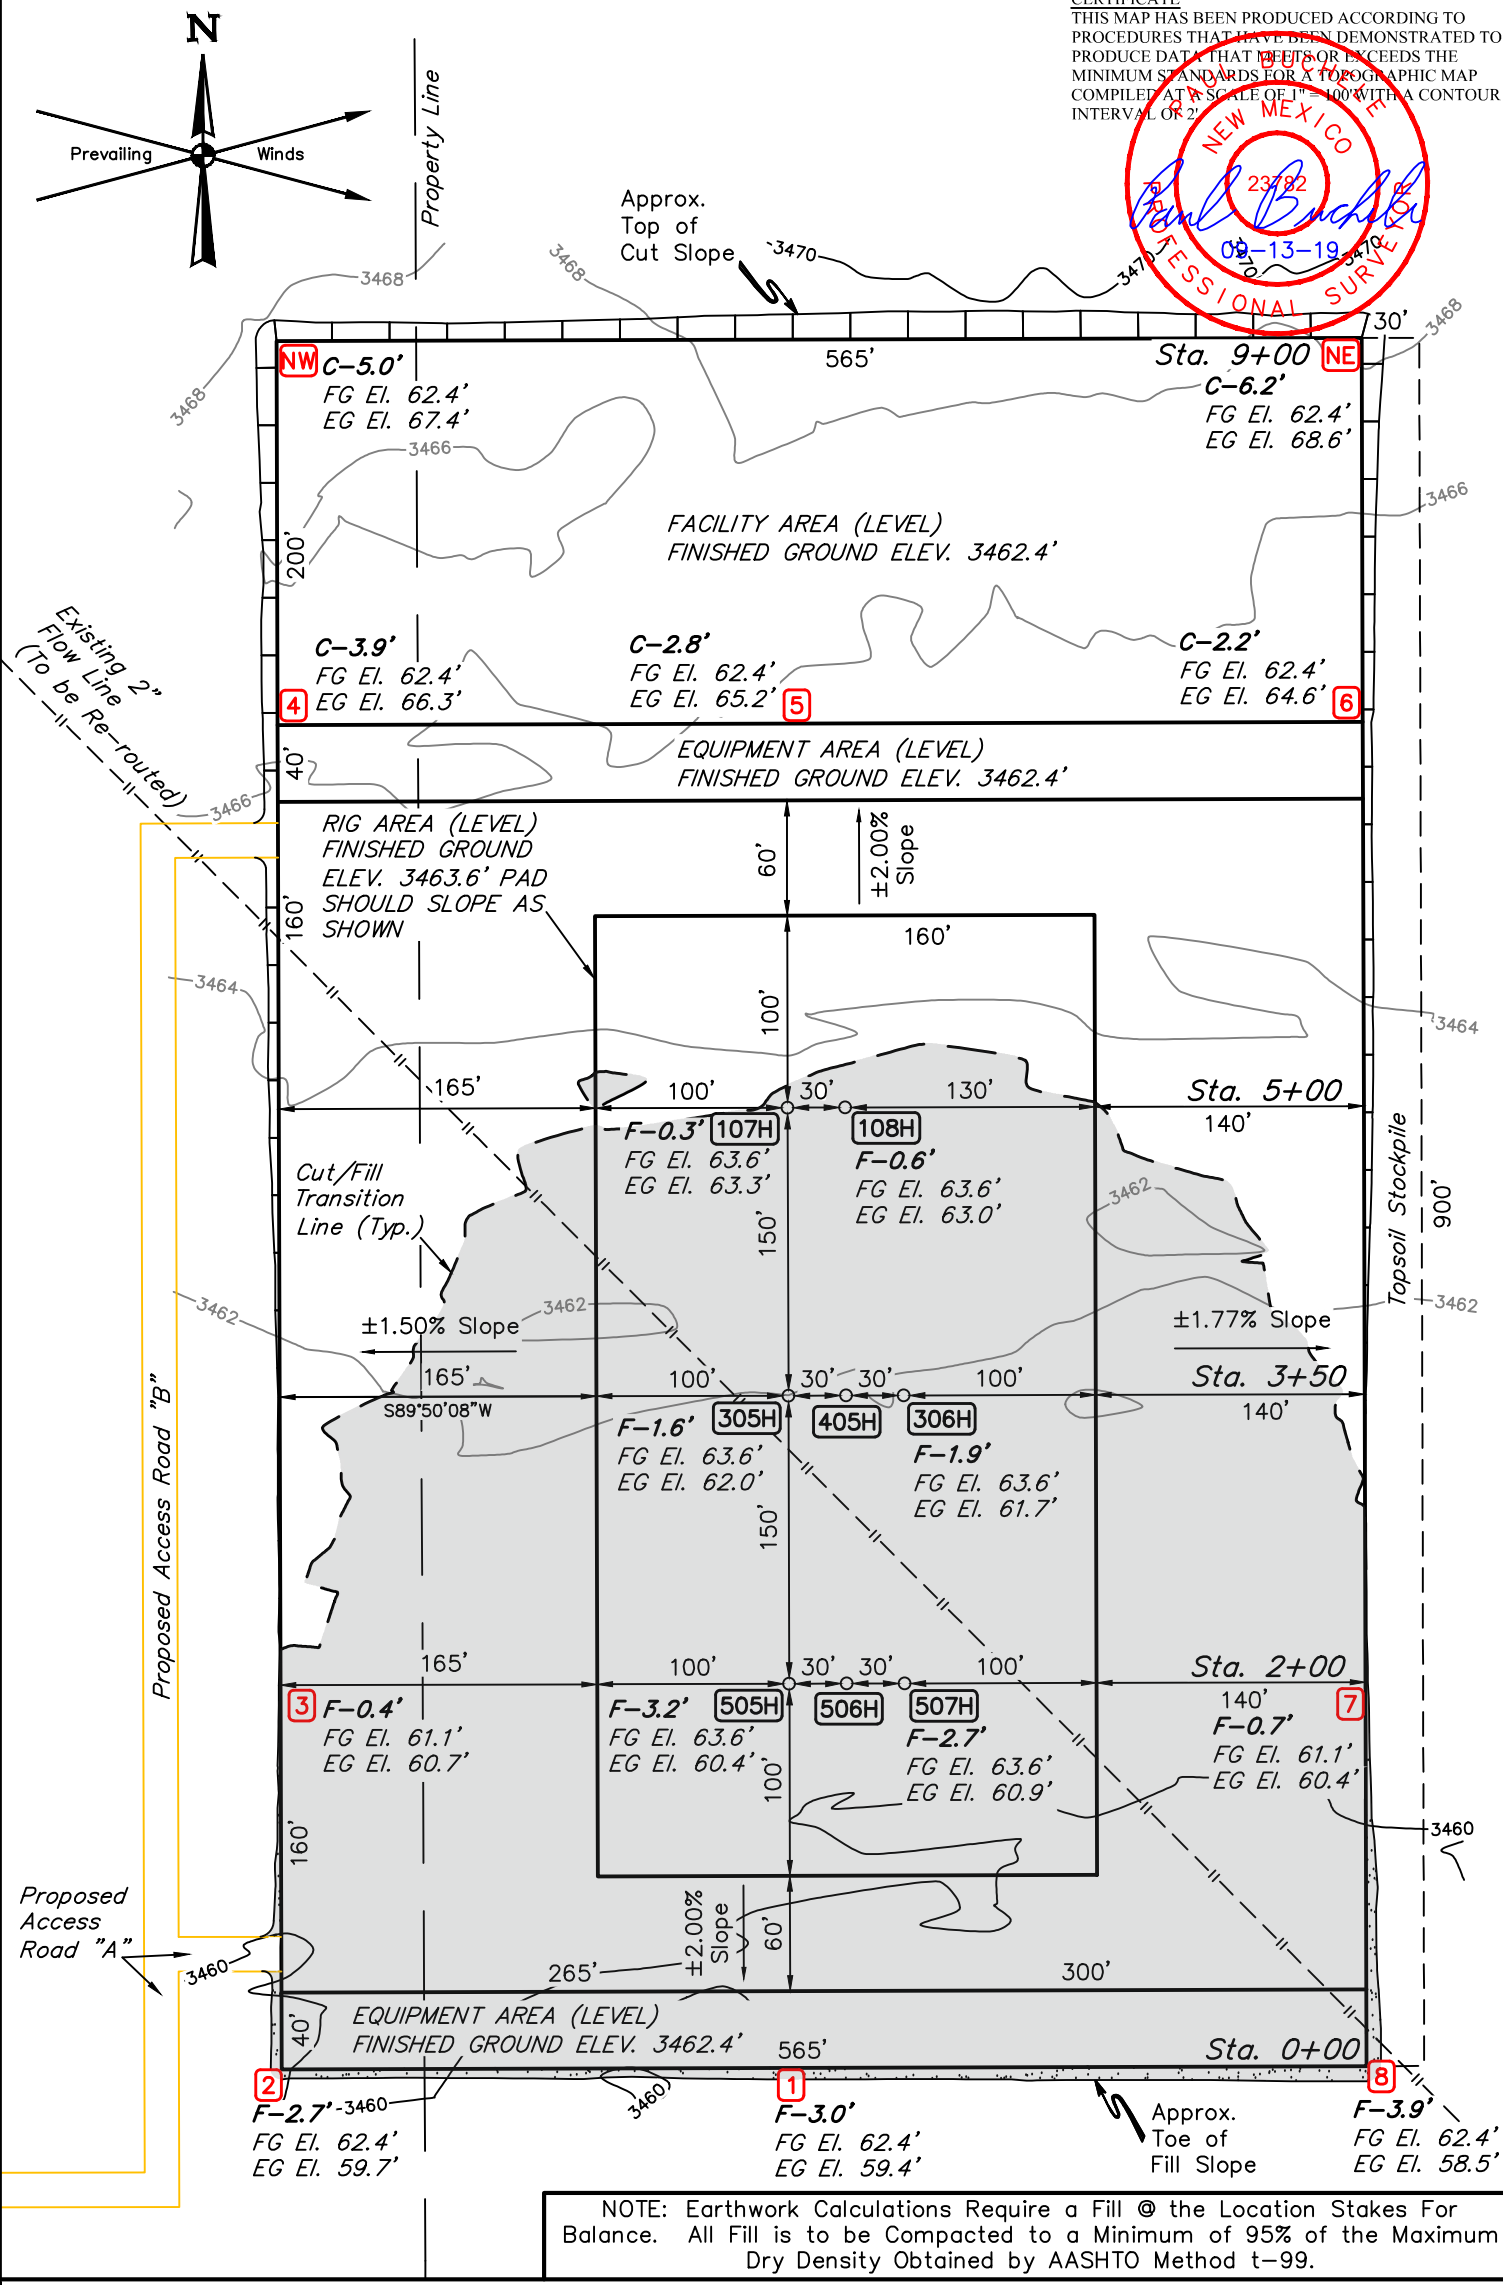 CERTIFICATE
THIS MAP HAS BEEN PRODUCED ACCORDING TO
PROCEDURES THAT HAVE BEEN DEMONSTRATED TO
PRODUCE DATA THAT MEETS OR EXCEEDS THE
MINIMUM STANDARDS FOR A TOPOGRAPHIC MAP
COMPILED AT A SCALE OF 1" = 100' WITH A CONTOUR
INTERVAL OF 2'.
PAUL BUCHELE
NEW MEXICO
23782
PROFESSIONAL SURVEYOR
Paul Buchele
09-13-19
N
Prevailing Winds
Property Line
Approx.
Top of
Cut Slope
3470
3470
3470
3470
3468
3468
3468
3468
30'
NW
C-5.0'
FG El. 62.4'
EG El. 67.4'
565'
Sta. 9+00
NE
C-6.2'
FG El. 62.4'
EG El. 68.6'
3466
3466
200'
FACILITY AREA (LEVEL)
FINISHED GROUND ELEV. 3462.4'
Existing 2"
Flow Line
(To be Re-routed)
C-3.9'
FG El. 62.4'
EG El. 66.3'
4
C-2.8'
FG El. 62.4'
EG El. 65.2'
5
C-2.2'
FG El. 62.4'
EG El. 64.6'
6
40'
EQUIPMENT AREA (LEVEL)
FINISHED GROUND ELEV. 3462.4'
3466
RIG AREA (LEVEL)
FINISHED GROUND
ELEV. 3463.6' PAD
SHOULD SLOPE AS
SHOWN
60'
±2.00%
Slope
160'
160'
3464
100'
3464
165'
100'
30'
130'
Sta. 5+00
140'
107H
108H
F-0.3'
FG El. 63.6'
EG El. 63.3'
F-0.6'
FG El. 63.6'
EG El. 63.0'
Cut/Fill
Transition
Line (Typ.)
150'
3462
Topsoil Stockpile
900'
3462
3462
3462
±1.50% Slope
±1.77% Slope
165'
S89°50'08"W
100'
30'
30'
100'
Sta. 3+50
140'
305H
405H
306H
F-1.6'
FG El. 63.6'
EG El. 62.0'
F-1.9'
FG El. 63.6'
EG El. 61.7'
150'
Proposed Access Road "B"
165'
100'
30'
30'
100'
Sta. 2+00
140'
3
F-0.4'
FG El. 61.1'
EG El. 60.7'
505H
506H
507H
F-3.2'
FG El. 63.6'
EG El. 60.4'
F-2.7'
FG El. 63.6'
EG El. 60.9'
7
F-0.7'
FG El. 61.1'
EG El. 60.4'
100'
160'
3460
Proposed
Access
Road "A"
3460
±2.00%
Slope
60'
265'
300'
40'
EQUIPMENT AREA (LEVEL)
FINISHED GROUND ELEV. 3462.4'
565'
Sta. 0+00
2
F-2.7'
FG El. 62.4'
EG El. 59.7'
3460
3460
1
F-3.0'
FG El. 62.4'
EG El. 59.4'
Approx.
Toe of
Fill Slope
8
F-3.9'
FG El. 62.4'
EG El. 58.5'
NOTE: Earthwork Calculations Require a Fill @ the Location Stakes For
Balance. All Fill is to be Compacted to a Minimum of 95% of the Maximum
Dry Density Obtained by AASHTO Method t-99.